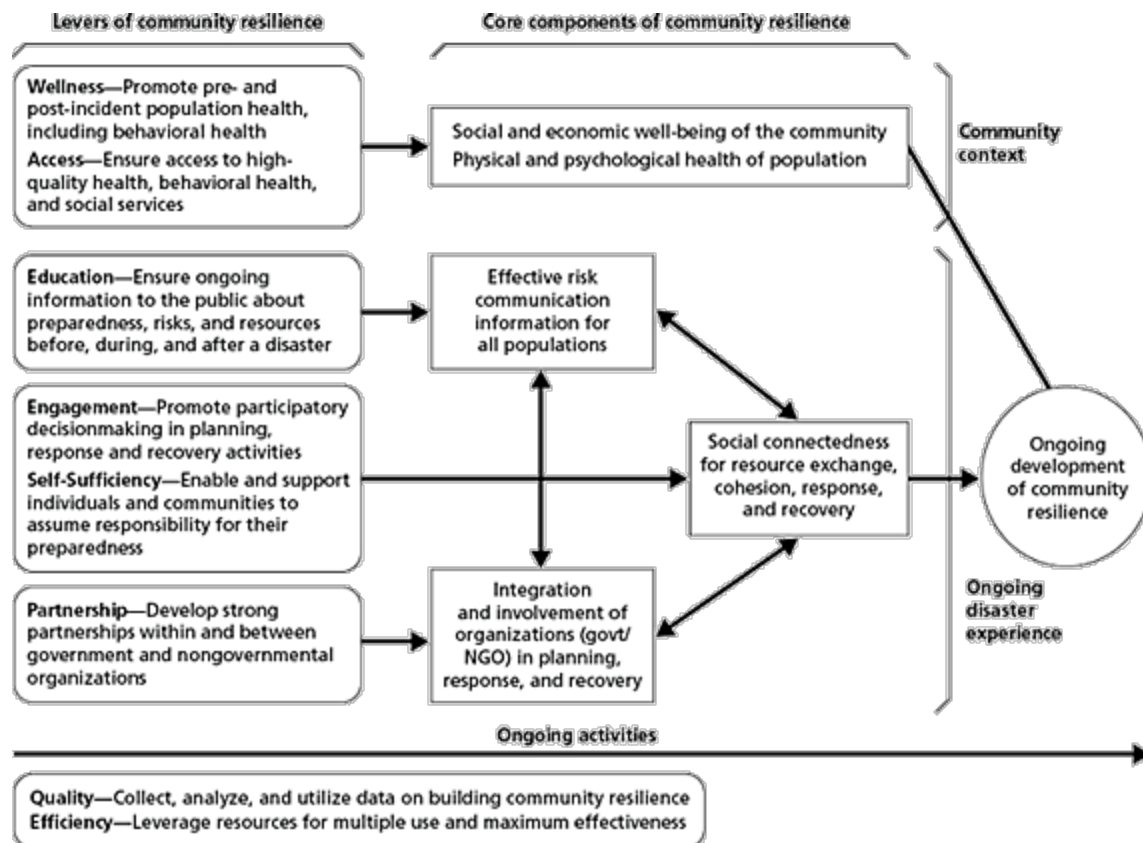 Levers of community resilience
Core components of community resilience
Wellness—Promote pre- and
post-incident population health,
including behavioral health
Access—Ensure access to high-
quality health, behavioral health,
and social services
Social and economic well-being of the community
Physical and psychological health of population
Community
context
Education—Ensure ongoing
information to the public about
preparedness, risks, and resources
before, during, and after a disaster
Effective risk
communication
information for
all populations
Engagement—Promote participatory
decisionmaking in planning,
response and recovery activities
Self-Sufficiency—Enable and support
individuals and communities to
assume responsibility for their
preparedness
Social connectedness
for resource exchange,
cohesion, response,
and recovery
Ongoing
development
of community
resilience
Partnership—Develop strong
partnerships within and between
government and nongovernmental
organizations
Integration
and involvement of
organizations (govt/
NGO) in planning,
response, and recovery
Ongoing
disaster
experience
Ongoing activities
Quality—Collect, analyze, and utilize data on building community resilience
Efficiency—Leverage resources for multiple use and maximum effectiveness